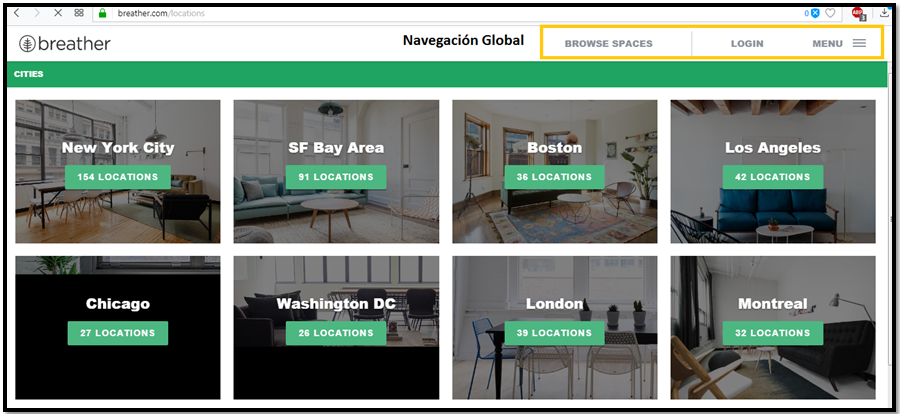 breather.com/locations
0
3
breather
Navegación Global
BROWSE SPACES
LOGIN
MENU
CITIES
New York City
154 LOCATIONS
SF Bay Area
91 LOCATIONS
Boston
36 LOCATIONS
Los Angeles
42 LOCATIONS
Chicago
27 LOCATIONS
Washington DC
26 LOCATIONS
London
39 LOCATIONS
Montreal
32 LOCATIONS